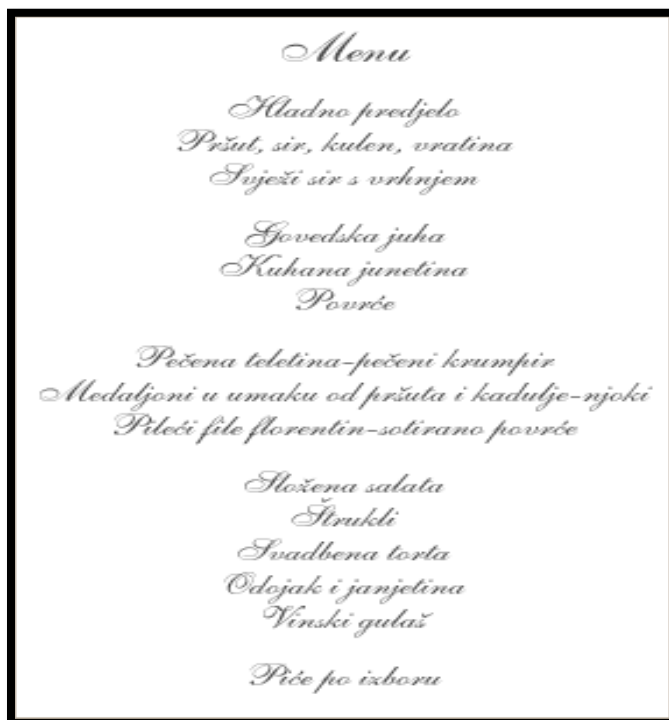 Menu
Hladno predjelo
Pršut, sir, kulen, vratina
Svježi sir s vrhnjem
Govedska juha
Kuhana junetina
Povrće
Pečena teletina-pečeni krumpir
Medaljoni u umaku od pršuta i kadulje-njoki
Pileći file florentin-sotirano povrće
Složena salata
Štrukli
Svadbena torta
Odojak i janjetina
Vinski gulaš
Piće po izboru